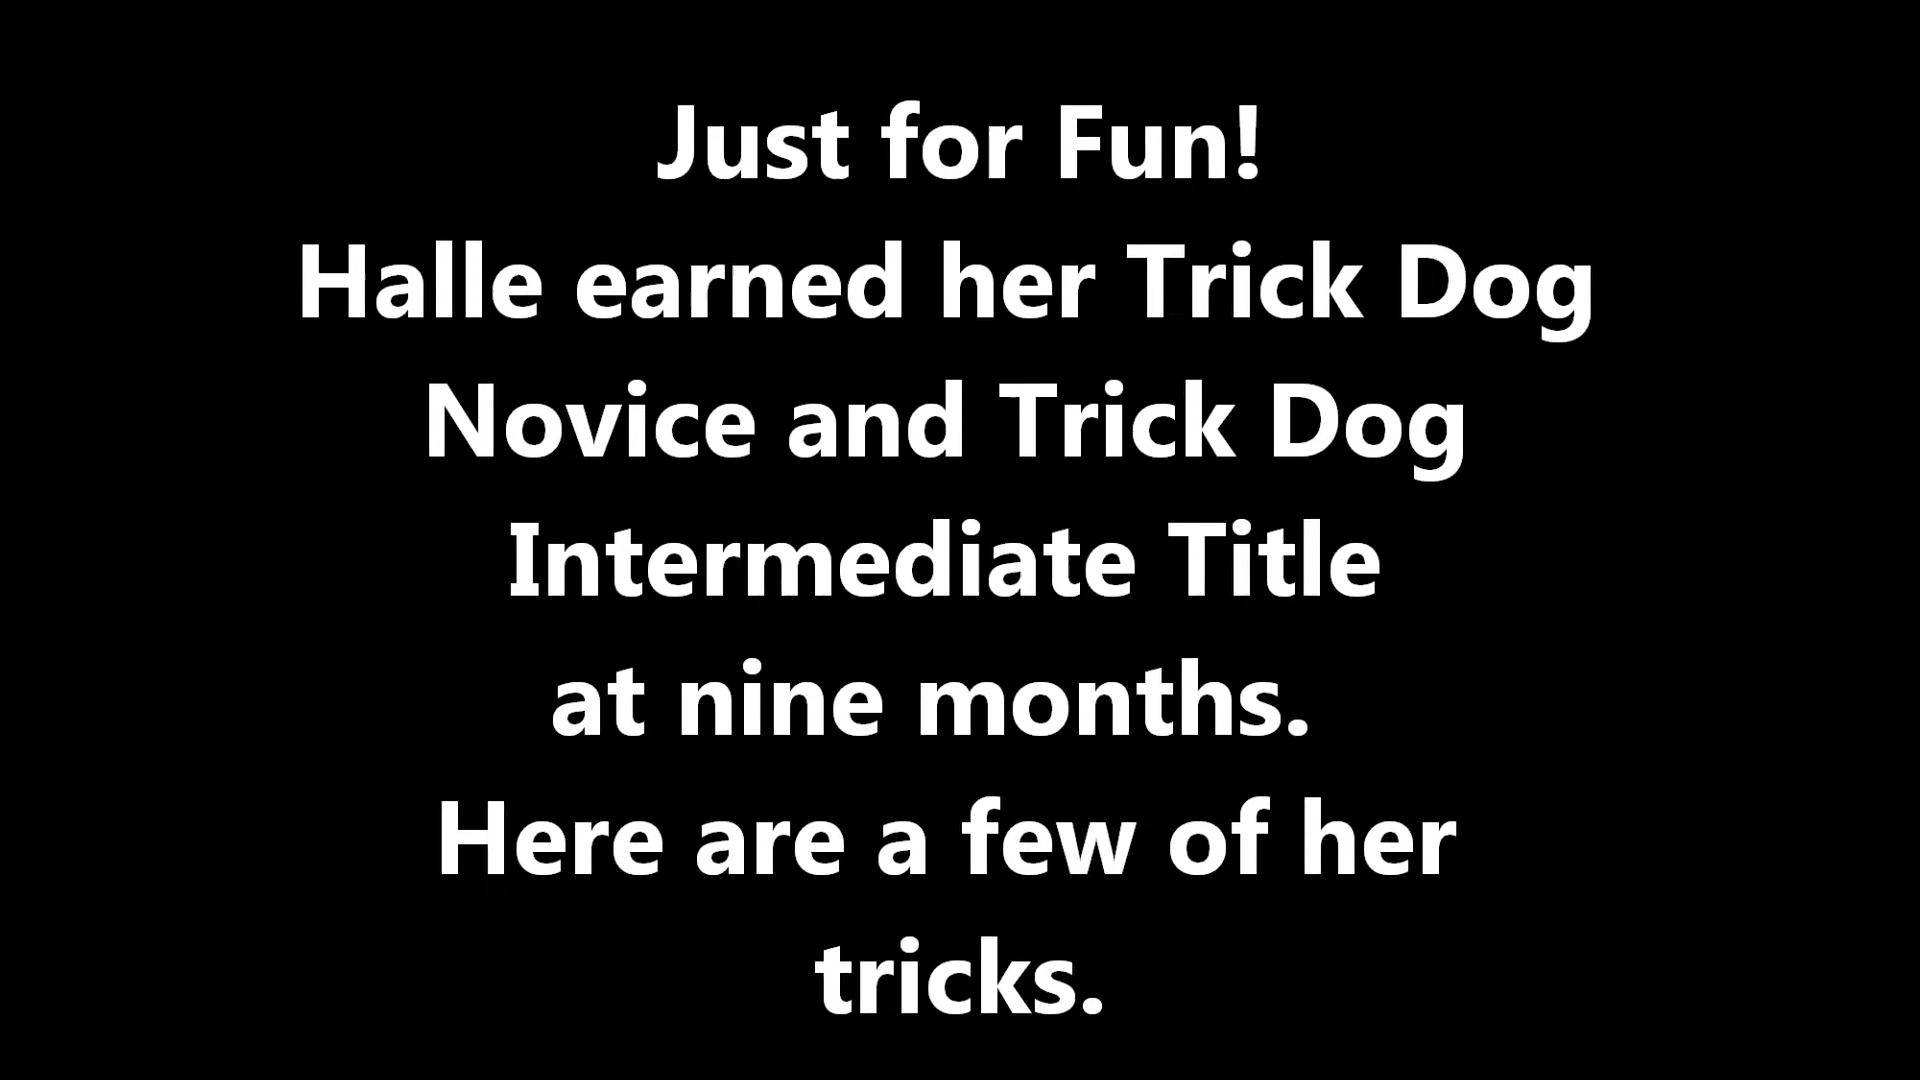 Just for Fun!
Halle earned her Trick Dog
Novice and Trick Dog
Intermediate Title
at nine months.
Here are a few of her
tricks.